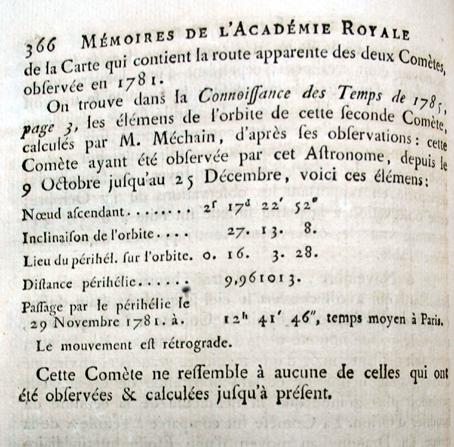 366 MÉMOIRES DE L'ACADÉMIE ROYALE
de la Carte qui contient la route apparente des deux Comètes,
obſervée en 1781.
On trouve dans la Connoiſſance des Temps de 1785,
page 3, les élémens de l'orbite de cette ſeconde Comète,
calculés par M. Méchain, d'après ſes obſervations: cette
Comète ayant été obſervée par cet Aſtronome, depuis le
9 Octobre juſqu'au 25 Décembre, voici ces élémens:
Nœud aſcendant....... 2ſ 17d 22′ 52″
Inclinaiſon de l'orbite.... 27. 13. 8.
Lieu du périhél. ſur l'orbite. 0. 16. 3. 28.
Diſtance périhélie...... 9,961013.
Paſſage par le périhélie le
29 Novembre 1781. à. 12h 41′ 46″, temps moyen à Paris.
Le mouvement eſt rétrograde.
Cette Comète ne reſſemble à aucune de celles qui ont
été obſervées & calculées juſqu'à préſent.